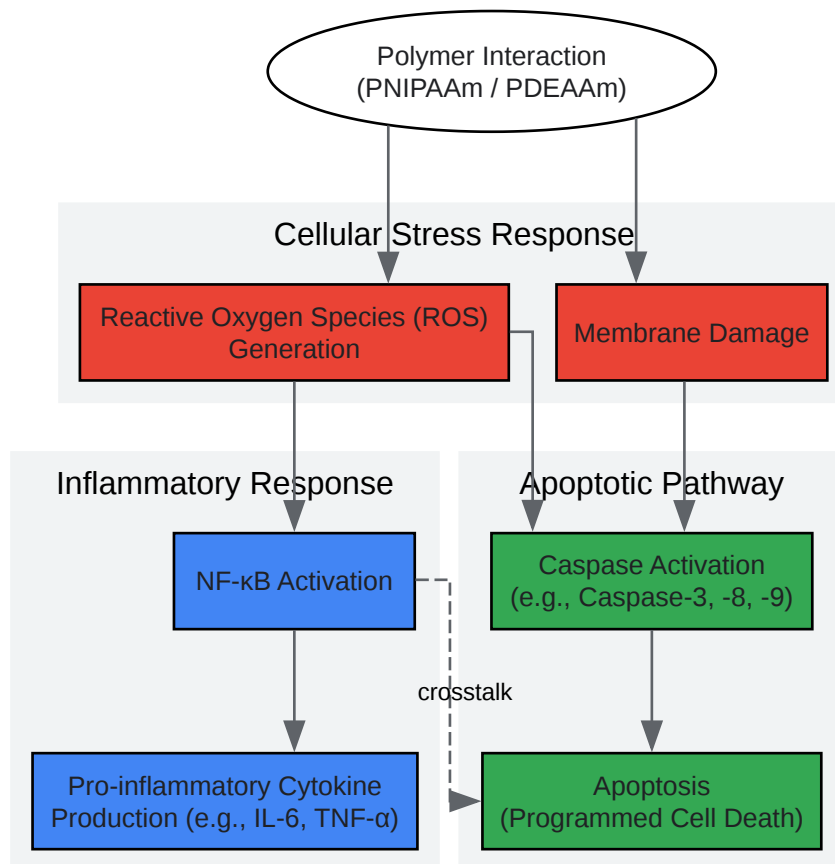 Polymer Interaction
(PNIPAAm / PDEAAm)
Cellular Stress Response
Reactive Oxygen Species (ROS)
Generation
Membrane Damage
Inflammatory Response
Apoptotic Pathway
NF-κB Activation
Caspase Activation
(e.g., Caspase-3, -8, -9)
crosstalk
Pro-inflammatory Cytokine
Production (e.g., IL-6, TNF-α)
Apoptosis
(Programmed Cell Death)